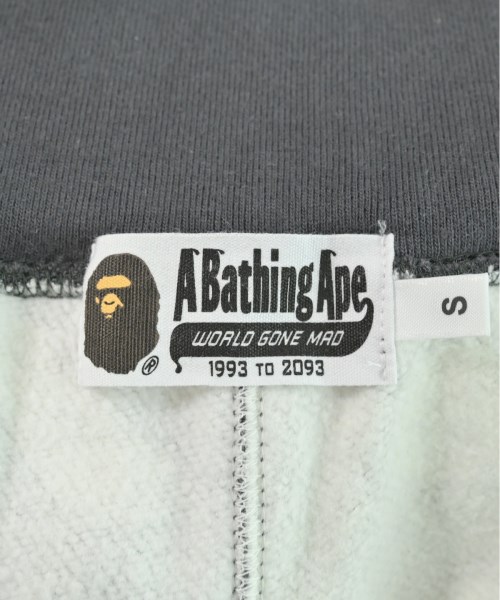 A Bathing Ape
WORLD GONE MAD
1993 TO 2093
®
S